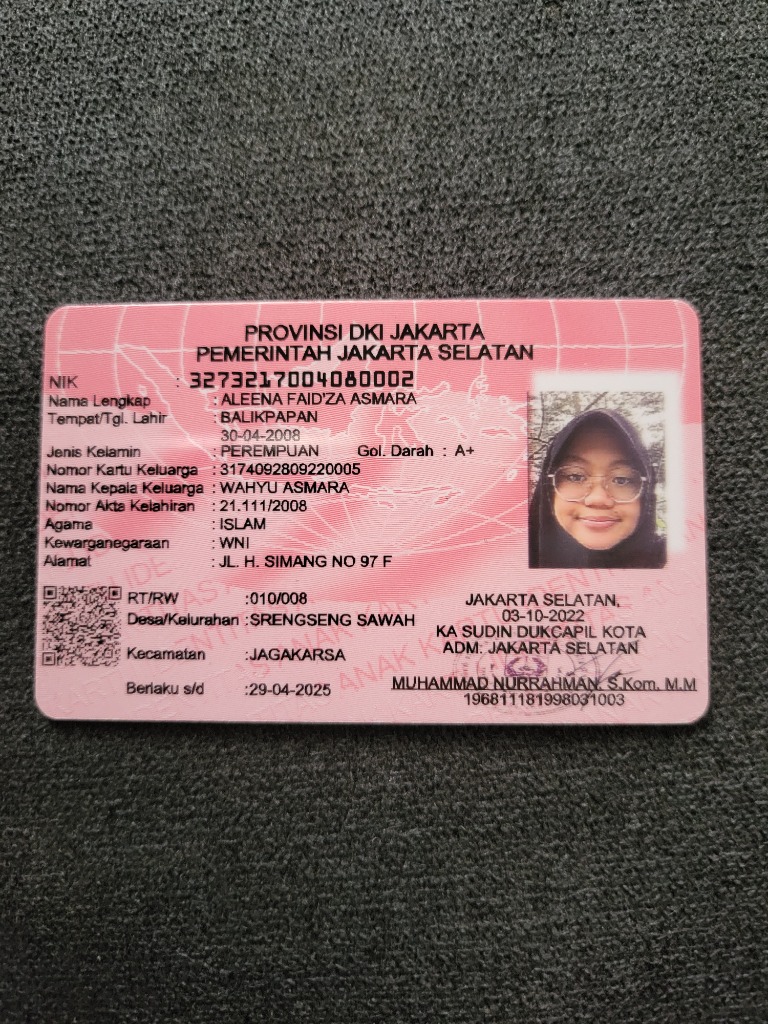 PROVINSI DKI JAKARTA
PEMERINTAH JAKARTA SELATAN
NIK : 3273217004080002
Nama Lengkap : ALEENA FAID'ZA ASMARA
Tempat/Tgl. Lahir : BALIKPAPAN
30-04-2008
Jenis Kelamin : PEREMPUAN Gol. Darah : A+
Nomor Kartu Keluarga : 3174092809220005
Nama Kepala Keluarga : WAHYU ASMARA
Nomor Akta Kelahiran : 21.111/2008
Agama : ISLAM
Kewarganegaraan : WNI
Alamat : JL. H. SIMANG NO 97 F
RT/RW :010/008
Desa/Kelurahan :SRENGSENG SAWAH
Kecamatan :JAGAKARSA
Berlaku s/d :29-04-2025
JAKARTA SELATAN,
03-10-2022
KA SUDIN DUKCAPIL KOTA
ADM. JAKARTA SELATAN
MUHAMMAD NURRAHMAN, S.Kom, M.M
196811181998031003